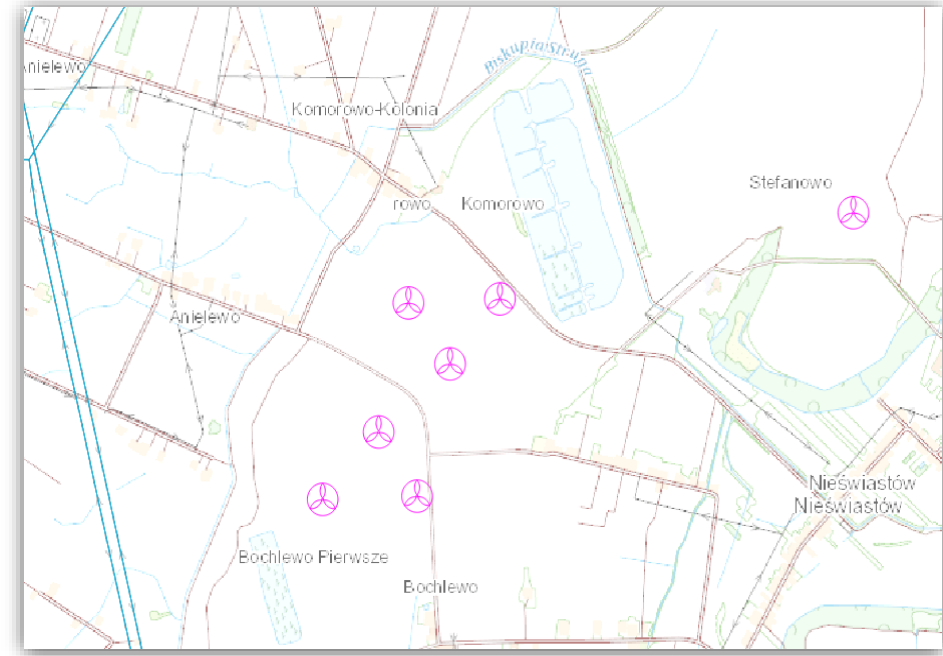 Biskupia Struga
Anielewo
Komorowo-Kolonia
Stefanowo
rowo
Komorowo
Anielewo
Nieświastów
Nieświastów
Bochlewo Pierwsze
Bochlewo